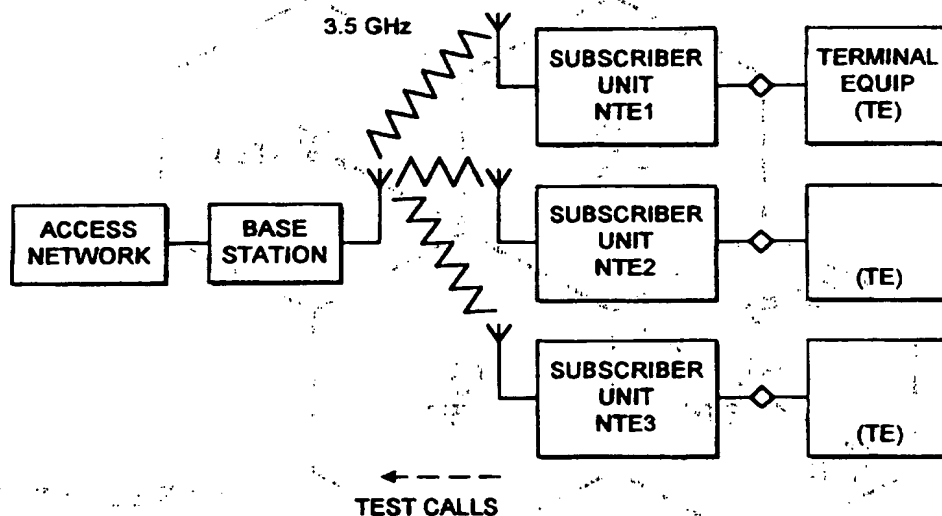 3.5 GHz
SUBSCRIBER
UNIT
NTE1
TERMINAL
EQUIP
(TE)
ACCESS
NETWORK
BASE
STATION
SUBSCRIBER
UNIT
NTE2
(TE)
SUBSCRIBER
UNIT
NTE3
(TE)
TEST CALLS